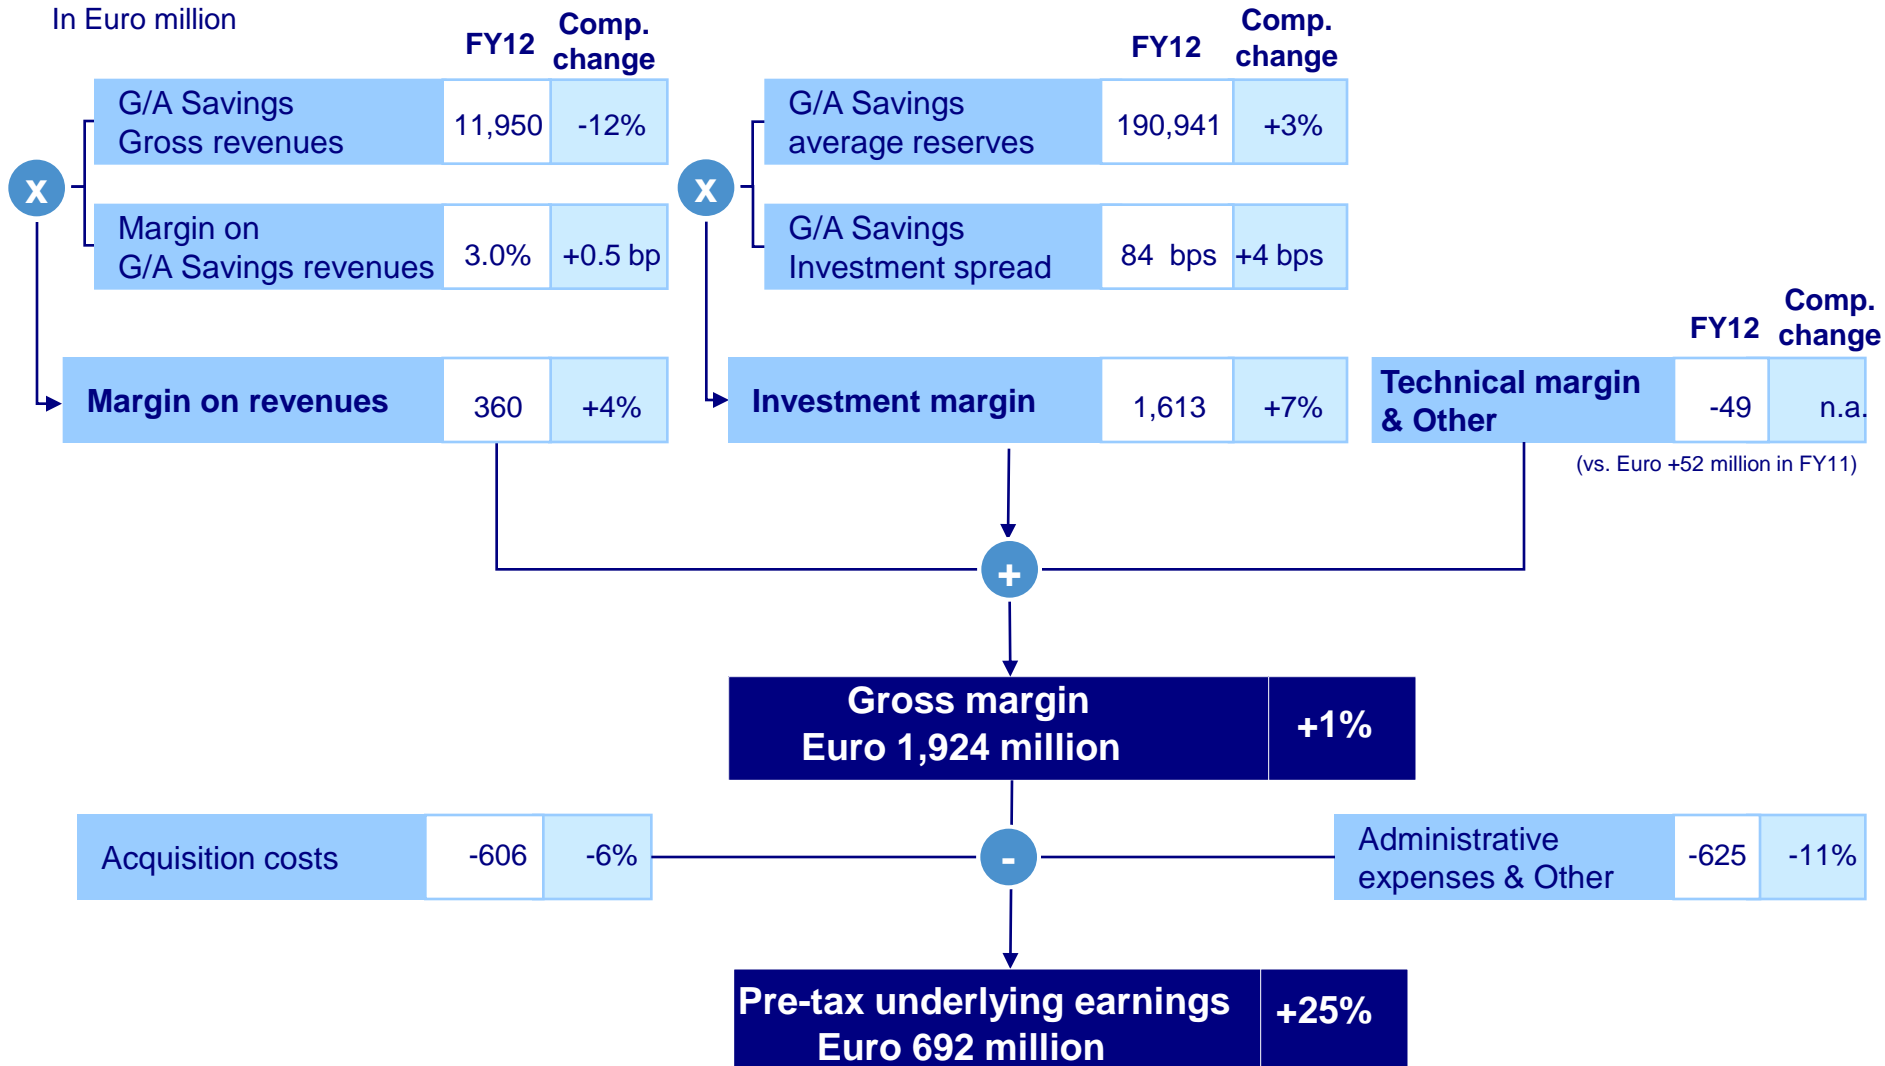 In Euro million
FY12
Comp.
change
FY12
Comp.
change
G/A Savings
Gross revenues
11,950
-12%
G/A Savings
average reserves
190,941
+3%
x
x
Margin on
G/A Savings revenues
3.0%
+0.5 bp
G/A Savings
Investment spread
84 bps
+4 bps
FY12
Comp.
change
Margin on revenues
360
+4%
Investment margin
1,613
+7%
Technical margin
& Other
-49
n.a.
(vs. Euro +52 million in FY11)
+
Gross margin
Euro 1,924 million
+1%
Acquisition costs
-606
-6%
-
Administrative
expenses & Other
-625
-11%
Pre-tax underlying earnings
Euro 692 million
+25%